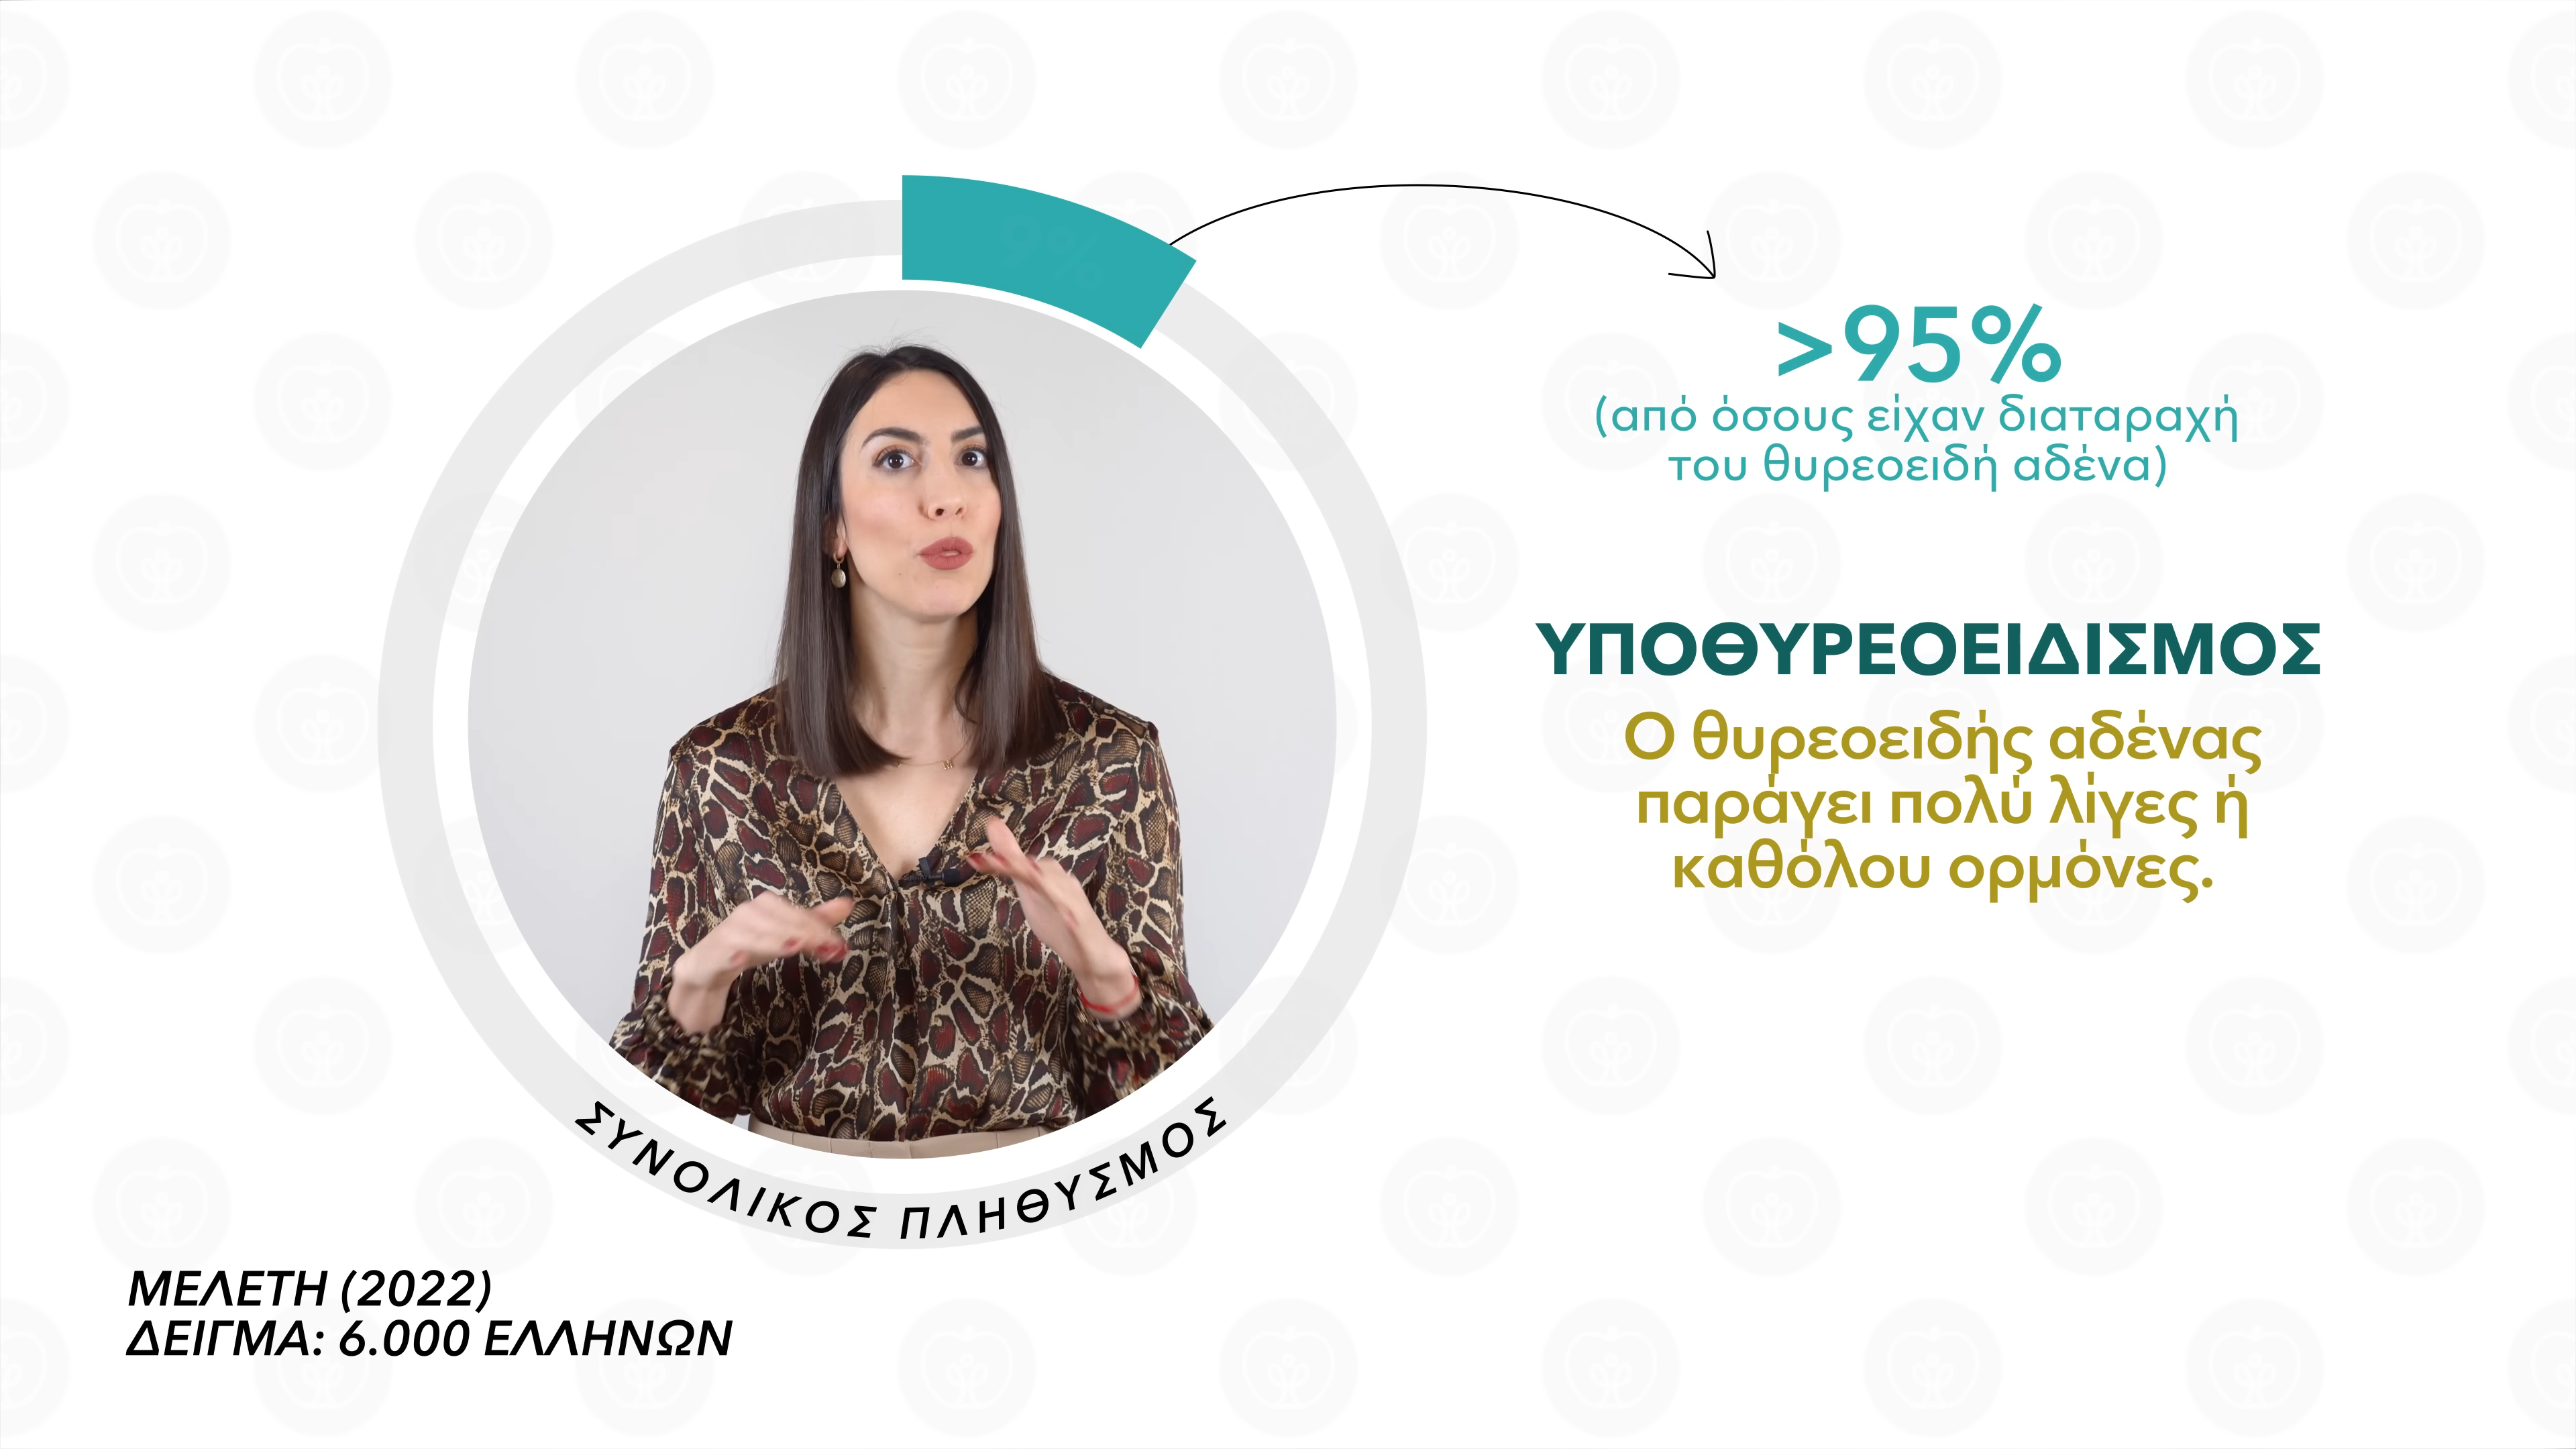 9%
>95%
(από όσους είχαν διαταραχή
του θυρεοειδή αδένα)
ΥΠΟΘΥΡΕΟΕΙΔΙΣΜΟΣ
Ο θυρεοειδής αδένας
παράγει πολύ λίγες ή
καθόλου ορμόνες.
ΣΥΝΟΛΙΚΟΣ ΠΛΗΘΥΣΜΟΣ
ΜΕΛΕΤΗ (2022)
ΔΕΙΓΜΑ: 6.000 ΕΛΛΗΝΩΝ